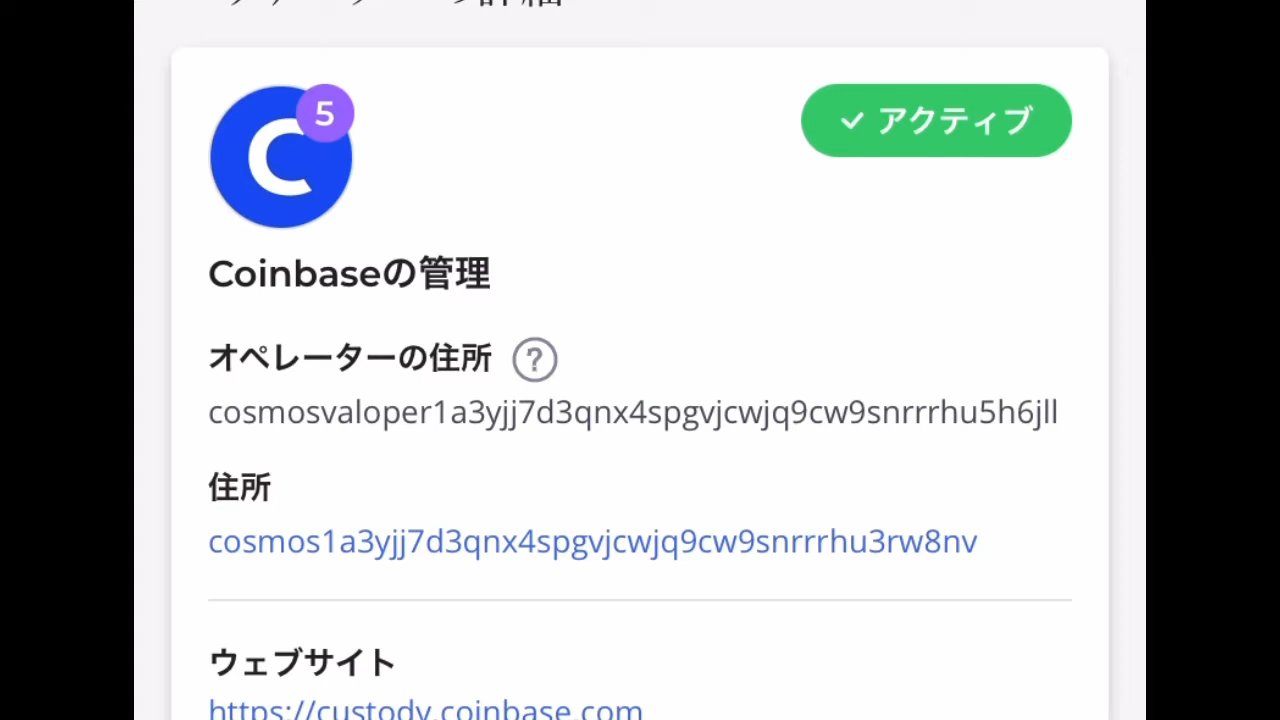 5
✓ アクティブ
Coinbaseの管理
オペレーターの住所 ?
cosmosvaloper1a3yjj7d3qnx4spgvjcwjq9cw9snrrrhu5h6jll
住所
cosmos1a3yjj7d3qnx4spgvjcwjq9cw9snrrrhu3rw8nv
ウェブサイト
https://custody.coinbase.com